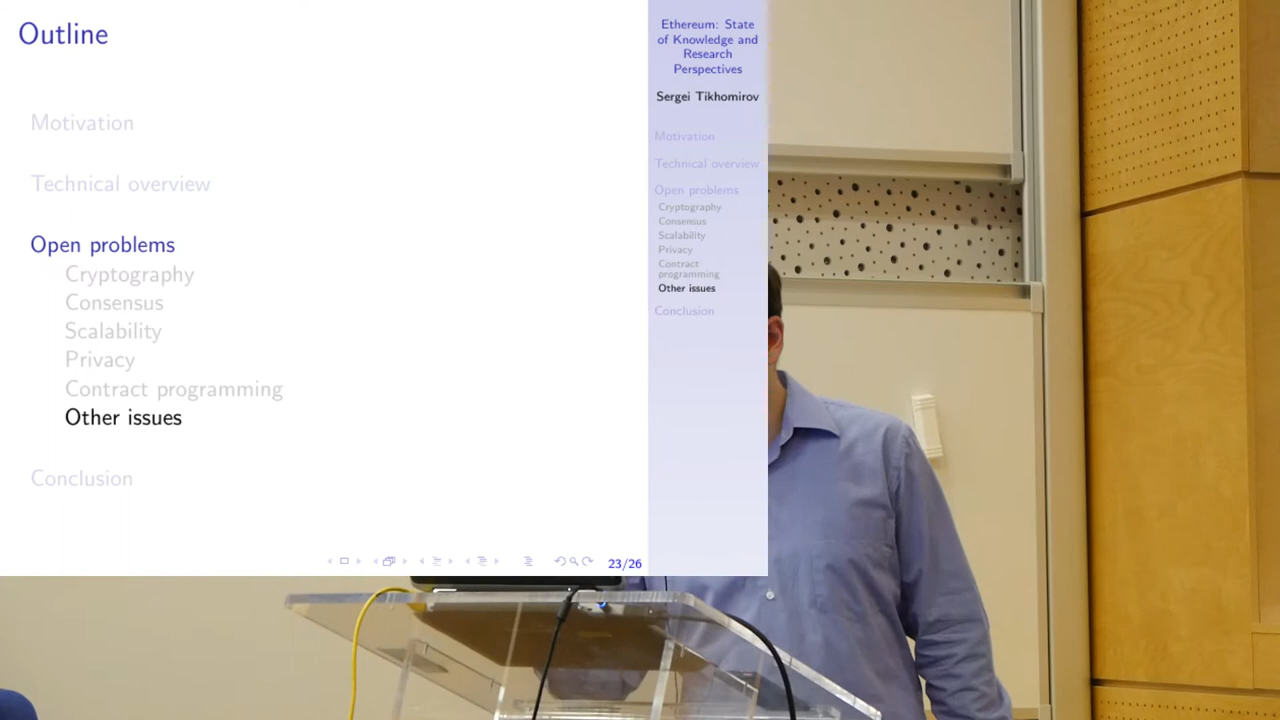 Outline
Motivation
Technical overview
Open problems
Cryptography
Consensus
Scalability
Privacy
Contract programming
Other issues
Conclusion
23/26
Ethereum: State
of Knowledge and
Research
Perspectives
Sergei Tikhomirov
Motivation
Technical overview
Open problems
Cryptography
Consensus
Scalability
Privacy
Contract
programming
Other issues
Conclusion